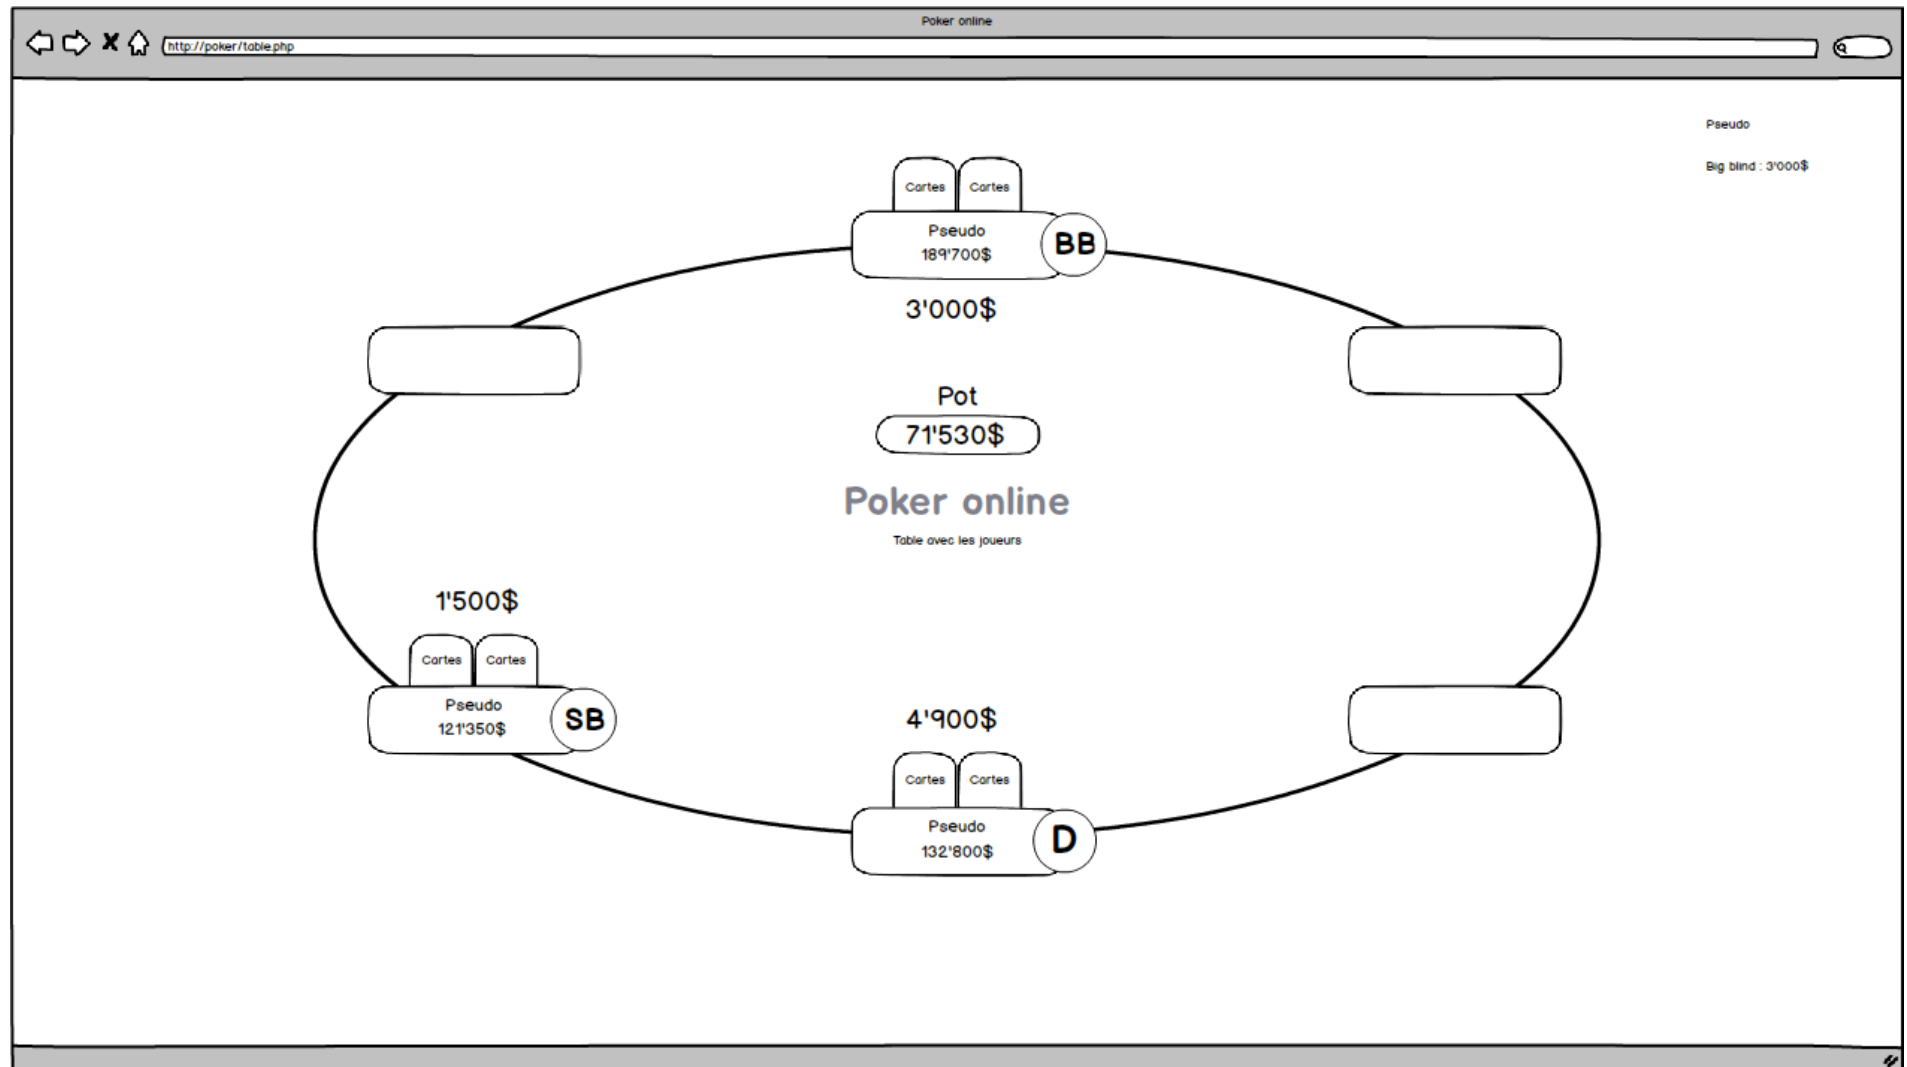 Poker online
http://poker/table.php
Pseudo
Big blind : 3'000$
Cartes Cartes
Pseudo
189'700$
BB
3'000$
Pot
71'530$
Poker online
Table avec les joueurs
1'500$
Cartes Cartes
Pseudo
121'350$
SB
4'900$
Cartes Cartes
Pseudo
132'800$
D